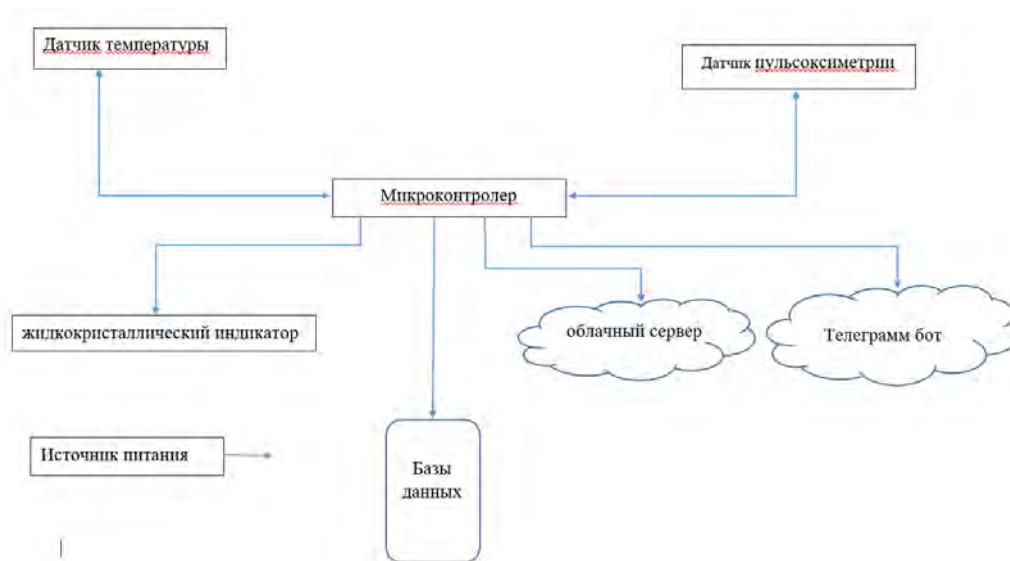 Датчик температуры
Датчик пульсоксиметрии
Микроконтролер
жидкокристаллический индикатор
облачный сервер
Телеграмм бот
Источник питания
Базы
данных